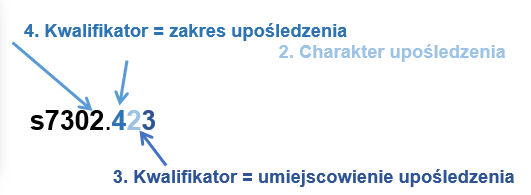 4. Kwalifikator = zakres upośledzenia
2. Charakter upośledzenia
s7302.423
3. Kwalifikator = umiejscowienie upośledzenia